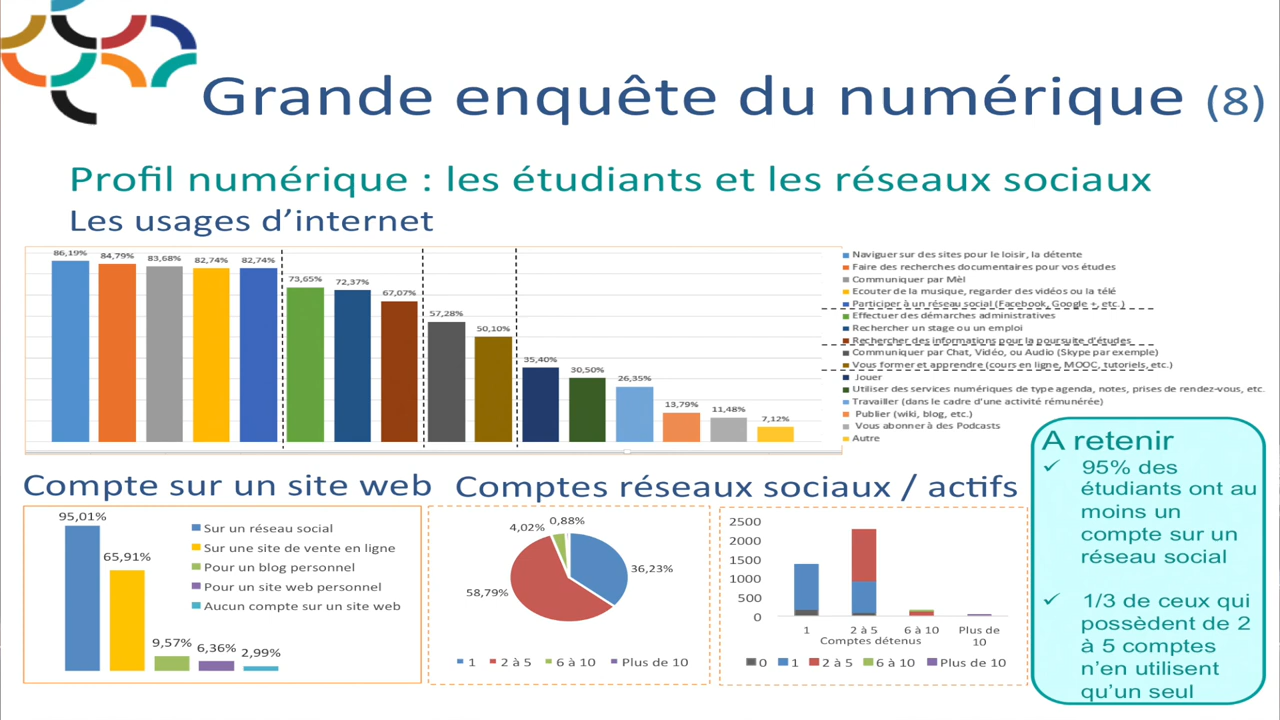 Grande enquête du numérique (8)
Profil numérique : les étudiants et les réseaux sociaux
Les usages d’internet
86,19%
84,79%
83,68%
82,74%
82,74%
73,65%
72,37%
67,07%
57,28%
50,10%
35,40%
30,50%
26,35%
13,79%
11,48%
7,12%
Naviguer sur des sites pour le loisir, la détente
Faire des recherches documentaires pour vos études
Communiquer par Mèl
Ecouter de la musique, regarder des vidéos ou la télé
Participer à un réseau social (Facebook, Google +, etc.)
Effectuer des démarches administratives
Rechercher un stage ou un emploi
Rechercher des informations pour la poursuite d'études
Communiquer par Chat, Vidéo, ou Audio (Skype par exemple)
Vous former et apprendre (cours en ligne, MOOC, tutoriels, etc.)
Jouer
Utiliser des services numériques de type agenda, notes, prises de rendez-vous, etc.
Travailler (dans le cadre d'une activité rémunérée)
Publier (wiki, blog, etc.)
Vous abonner à des Podcasts
Autre
Compte sur un site web
95,01%
65,91%
9,57%
6,36%
2,99%
Sur un réseau social
Sur une site de vente en ligne
Pour un blog personnel
Pour un site web personnel
Aucun compte sur un site web
Comptes réseaux sociaux / actifs
4,02%
0,88%
36,23%
58,79%
1
2 à 5
6 à 10
Plus de 10
2500
2000
1500
1000
500
0
1
2 à 5
6 à 10
Plus de
10
Comptes détenus
0
1
2 à 5
6 à 10
Plus de 10
A retenir
✓ 95% des
étudiants ont au
moins un
compte sur un
réseau social
✓ 1/3 de ceux qui
possèdent de 2
à 5 comptes
n’en utilisent
qu’un seul